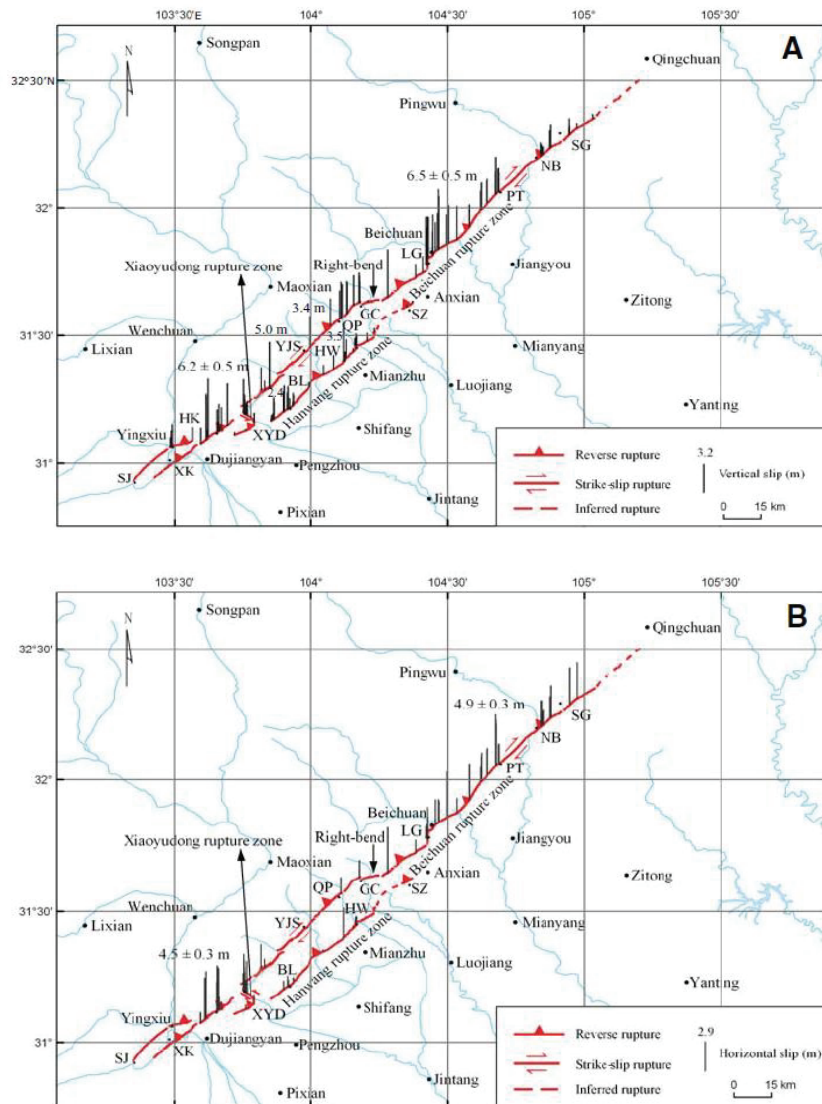 103°30′E
104°
104°30′
105°
105°30′
A
N
Songpan
Qingchuan
32°30′N
Pingwu
SG
NB
6.5 ± 0.5 m
PT
32°
Beichuan
LG
Beichuan rupture zone
Xiaoyudong rupture zone
Right-bend
Jiangyou
Maoxian
Anxian
Zitong
3.4 m
GC
SZ
QP
31°30′
Wenchuan
5.0 m
YJS
3.5
HW
Lixian
Mianyang
6.2 ± 0.5 m
BL
Hanwang rupture zone
Mianzhu
Luojiang
2.4
Yanting
HK
Yingxiu
XYD
Shifang
31°
SJ
XK
Dujiangyan
Pengzhou
Jintang
Pixian
Reverse rupture
Strike-slip rupture
Inferred rupture
3.2
Vertical slip (m)
0 15 km
103°30′
104°
104°30′
105°
105°30′
B
N
Songpan
Qingchuan
32°30′
Pingwu
4.9 ± 0.3 m
SG
NB
PT
32°
Beichuan
LG
Beichuan rupture zone
Xiaoyudong rupture zone
Right-bend
Jiangyou
Maoxian
Anxian
Zitong
QP
GC
SZ
31°30′
Wenchuan
HW
YJS
Lixian
Mianyang
4.5 ± 0.3 m
BL
Hanwang rupture zone
Mianzhu
Luojiang
Yanting
Yingxiu
XYD
Shifang
31°
SJ
XK
Dujiangyan
Pengzhou
Jintang
Pixian
Reverse rupture
Strike-slip rupture
Inferred rupture
2.9
Horizontal slip (m)
0 15 km